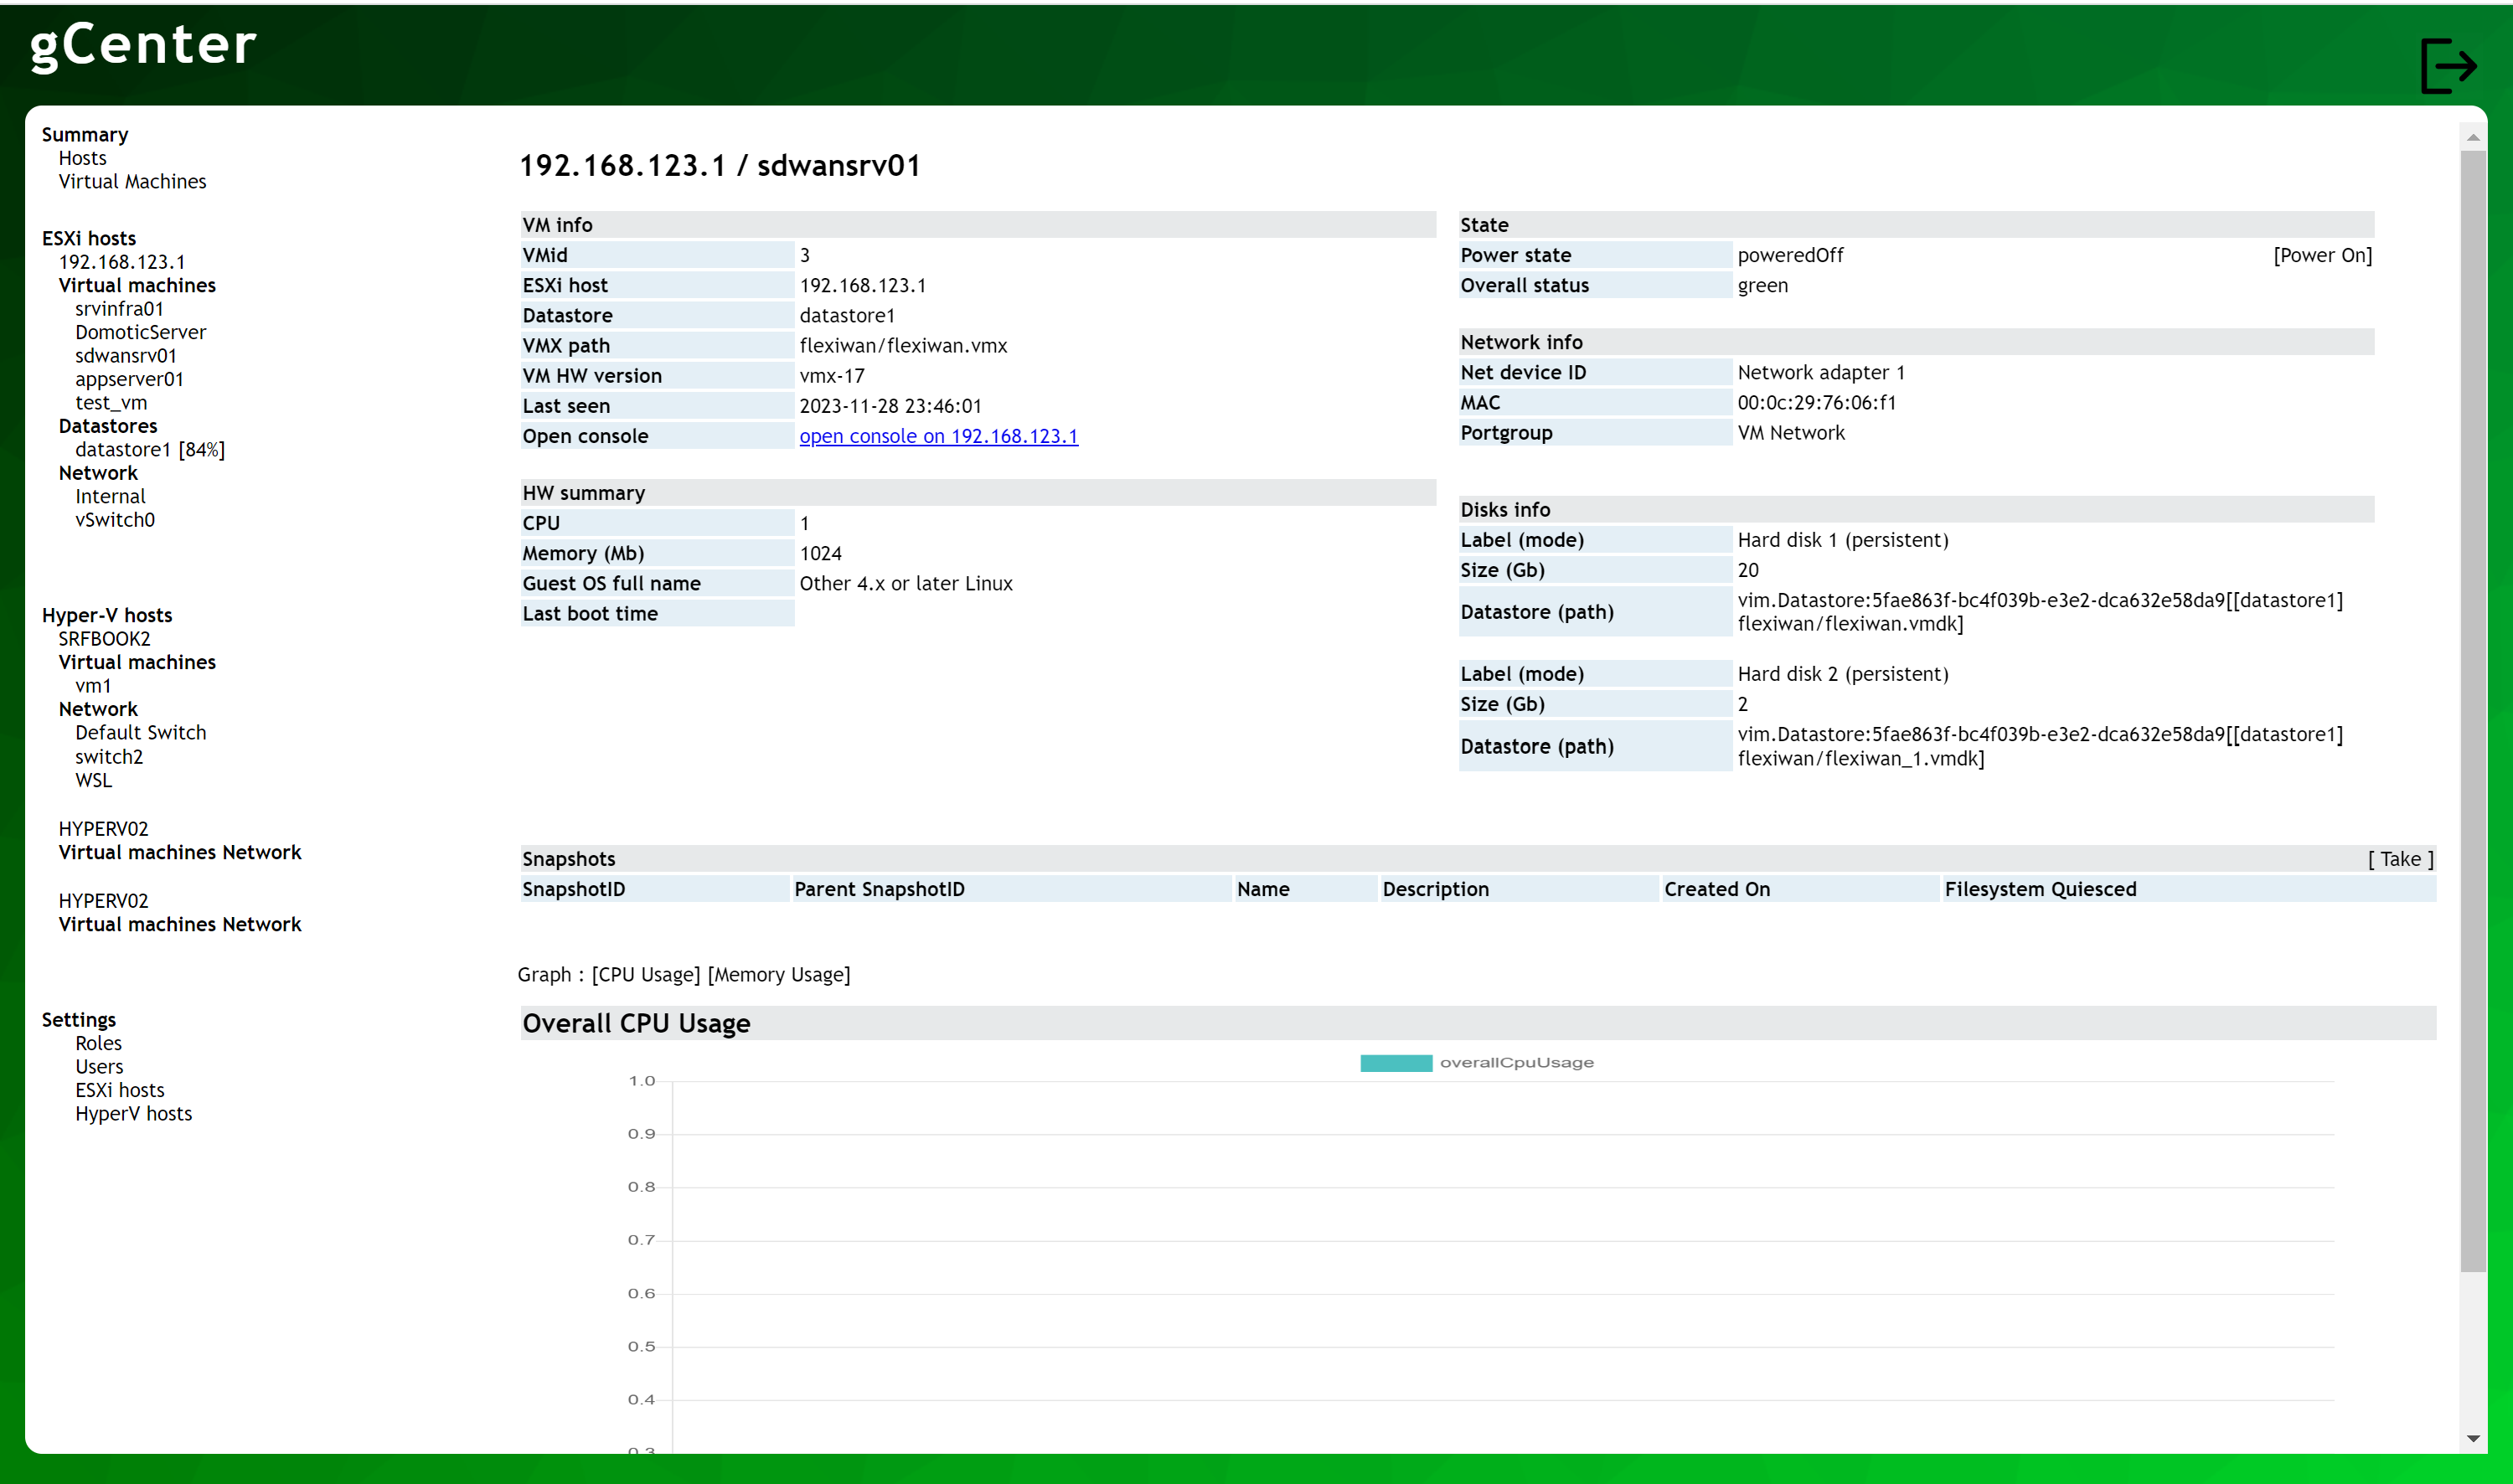 gCenter
Summary
Hosts
Virtual Machines
ESXi hosts
192.168.123.1
Virtual machines
srvinfra01
DomoticServer
sdwansrv01
appserver01
test_vm
Datastores
datastore1 [84%]
Network
Internal
vSwitch0
Hyper-V hosts
SRFBOOK2
Virtual machines
vm1
Network
Default Switch
switch2
WSL
HYPERV02
Virtual machines Network
HYPERV02
Virtual machines Network
Settings
Roles
Users
ESXi hosts
HyperV hosts
192.168.123.1 / sdwansrv01
VM info
VMid 3
ESXi host 192.168.123.1
Datastore datastore1
VMX path flexiwan/flexiwan.vmx
VM HW version vmx-17
Last seen 2023-11-28 23:46:01
Open console open console on 192.168.123.1
HW summary
CPU 1
Memory (Mb) 1024
Guest OS full name Other 4.x or later Linux
Last boot time
State
Power state poweredOff [Power On]
Overall status green
Network info
Net device ID Network adapter 1
MAC 00:0c:29:76:06:f1
Portgroup VM Network
Disks info
Label (mode) Hard disk 1 (persistent)
Size (Gb) 20
Datastore (path) vim.Datastore:5fae863f-bc4f039b-e3e2-dca632e58da9[[datastore1]
flexiwan/flexiwan.vmdk]
Label (mode) Hard disk 2 (persistent)
Size (Gb) 2
Datastore (path) vim.Datastore:5fae863f-bc4f039b-e3e2-dca632e58da9[[datastore1]
flexiwan/flexiwan_1.vmdk]
Snapshots [ Take ]
SnapshotID Parent SnapshotID Name Description Created On Filesystem Quiesced
Graph : [CPU Usage] [Memory Usage]
Overall CPU Usage
overallCpuUsage
1.0
0.9
0.8
0.7
0.6
0.5
0.4
0.3